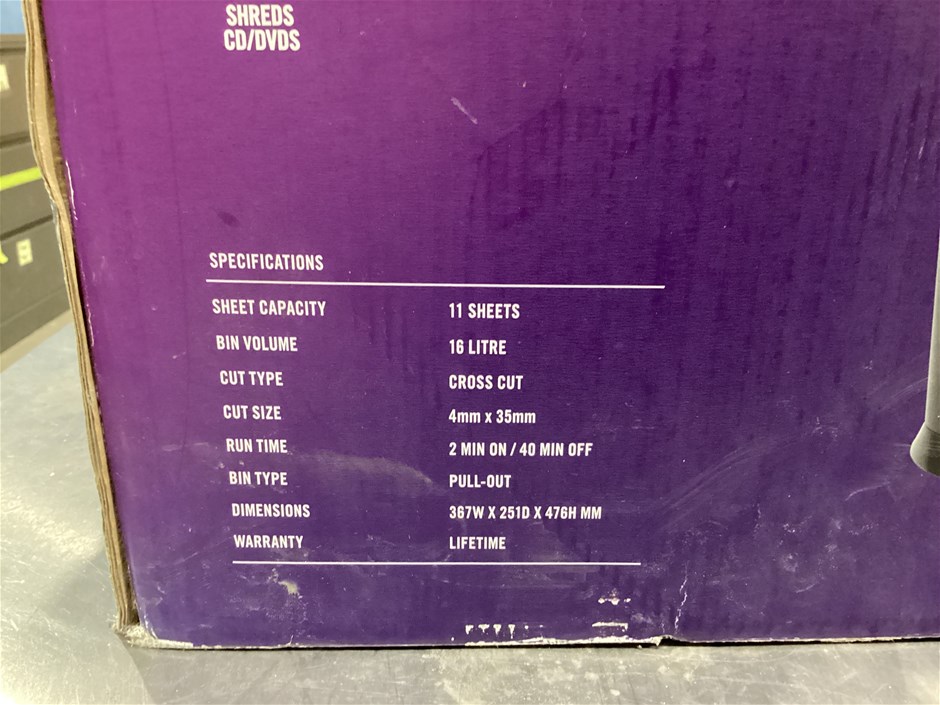 SHREDS
CD/DVDS
SPECIFICATIONS
SHEET CAPACITY 11 SHEETS
BIN VOLUME 16 LITRE
CUT TYPE CROSS CUT
CUT SIZE 4mm x 35mm
RUN TIME 2 MIN ON / 40 MIN OFF
BIN TYPE PULL-OUT
DIMENSIONS 367W X 251D X 476H MM
WARRANTY LIFETIME